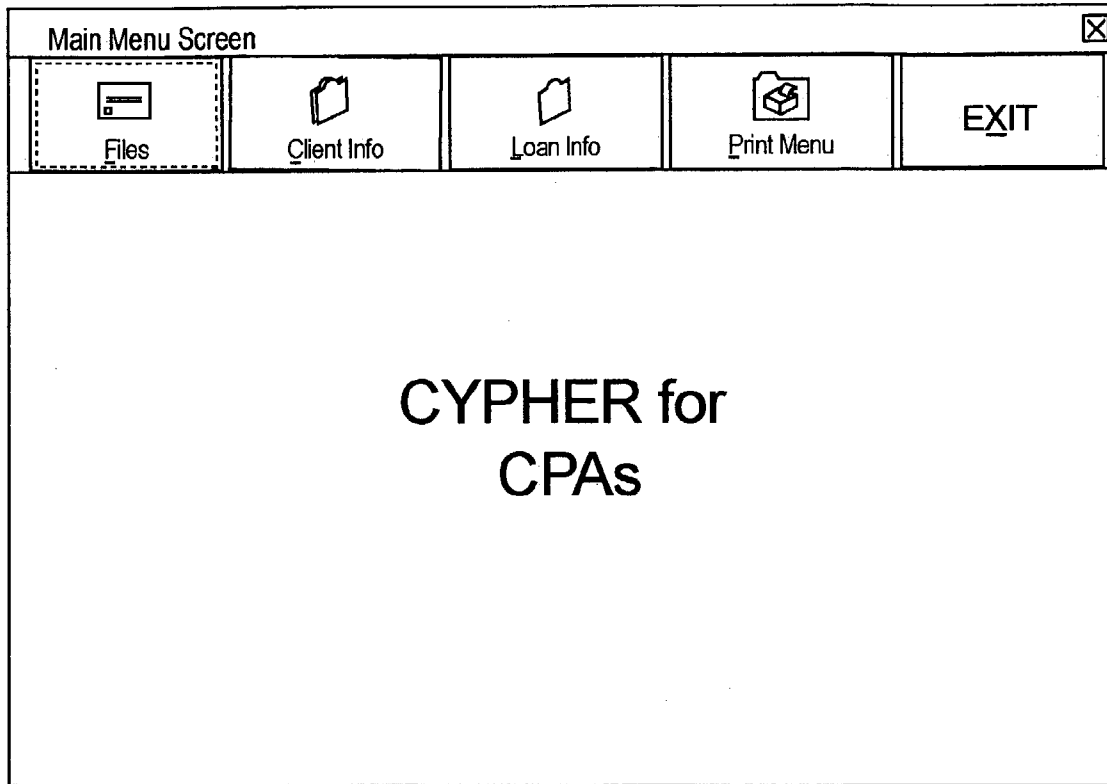 Main Menu Screen
Files
Client Info
Loan Info
Print Menu
EXIT
CYPHER for
CPAs